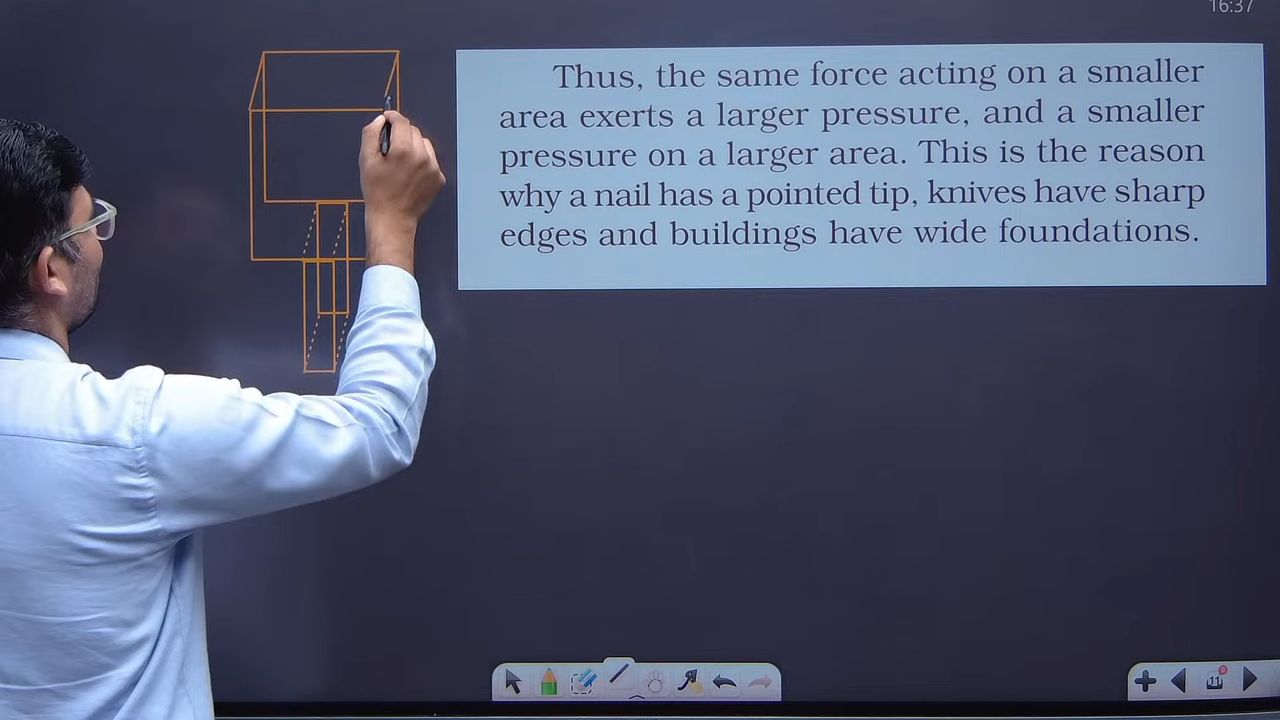 16:37
Thus, the same force acting on a smaller
area exerts a larger pressure, and a smaller
pressure on a larger area. This is the reason
why a nail has a pointed tip, knives have sharp
edges and buildings have wide foundations.
11